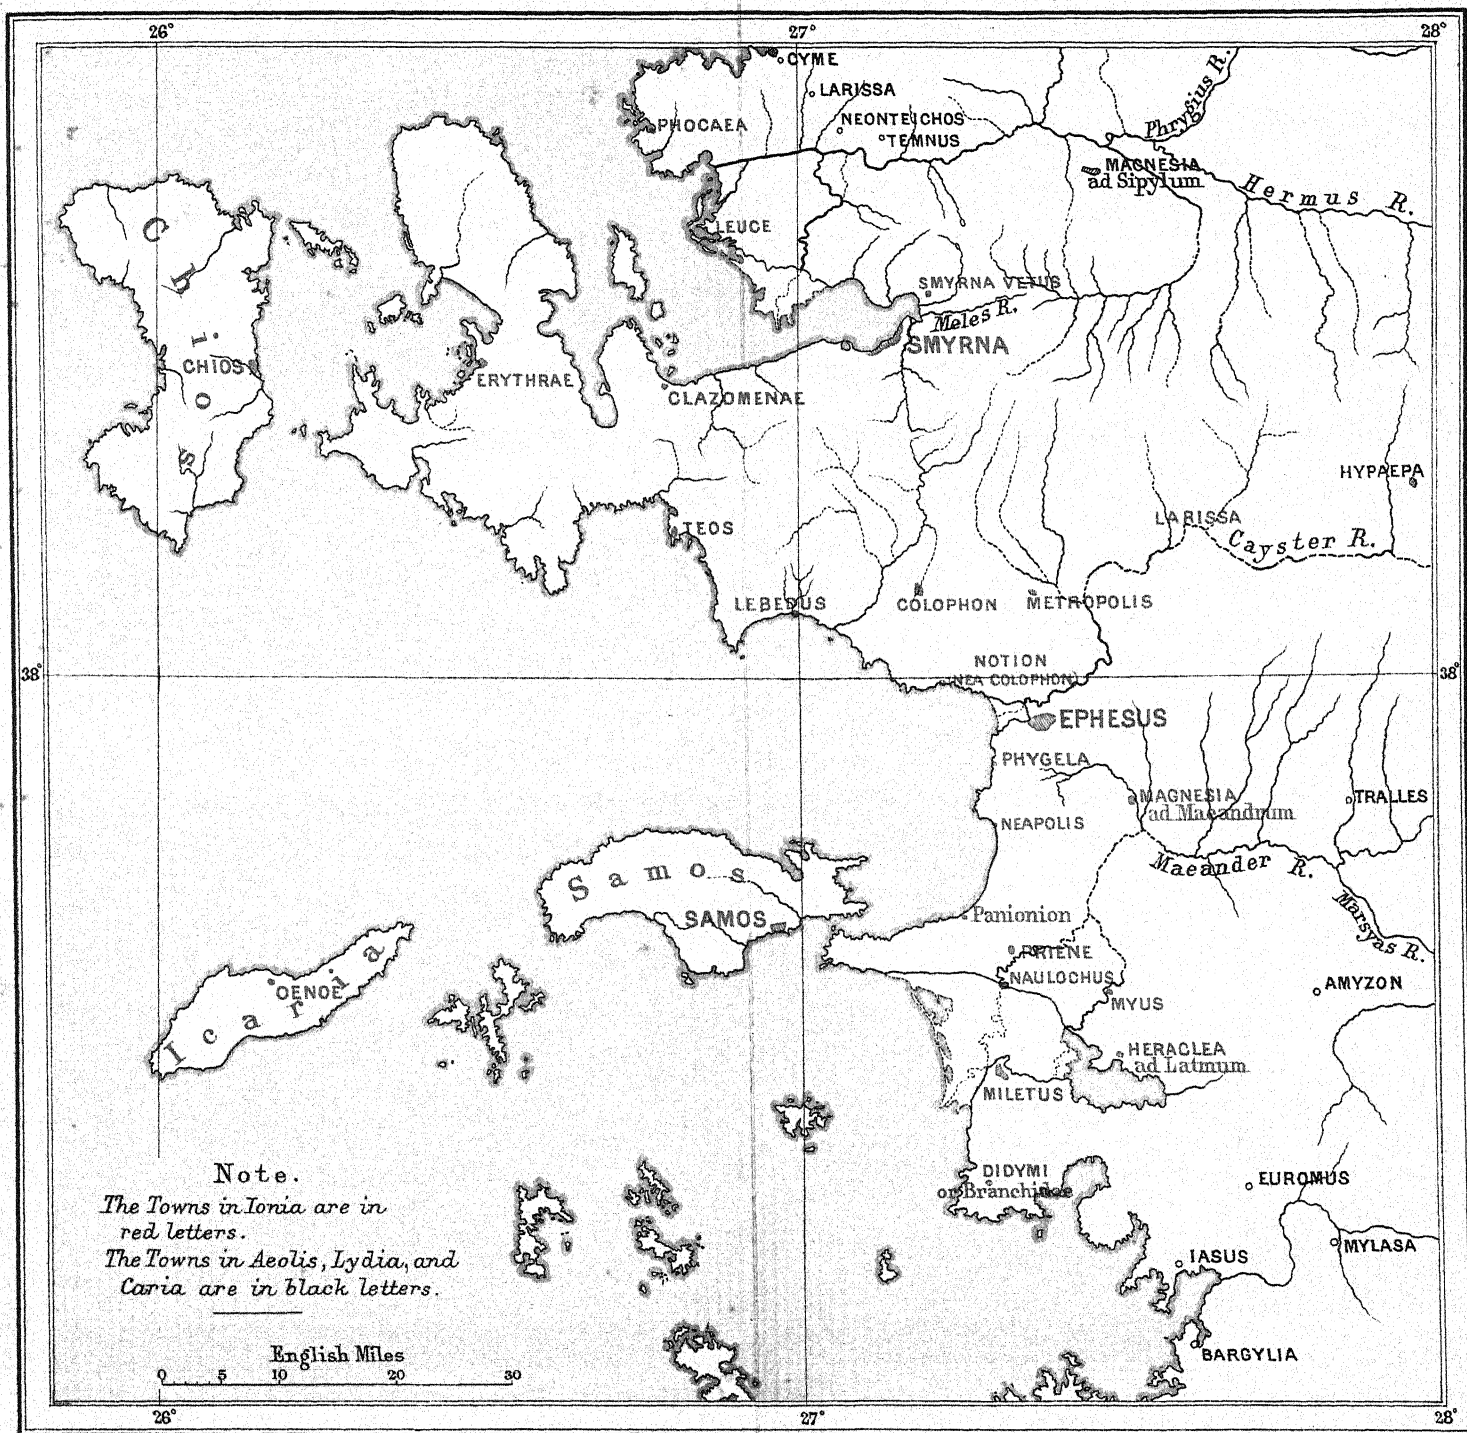 26°
27°
28°
CYME
LARISSA
PHOCAEA
NEONTEICHOS
TEMNUS
Phrygius R.
MAGNESIA
ad Sipylum
Hermus R.
LEUCE
Chios
SMYRNA VETUS
Meles R.
SMYRNA
CHIOS
ERYTHRAE
CLAZOMENAE
HYPAEPA
TEOS
LARISSA
Cayster R.
LEBEDUS
COLOPHON
METROPOLIS
NOTION
(NEA COLOPHON)
38°
38°
EPHESUS
PHYGELA
MAGNESIA
ad Maeandrum
TRALLES
NEAPOLIS
Maeander R.
Samos
SAMOS
Panionion
Marsyas R.
PRIENE
NAULOCHUS
MYUS
AMYZON
Icaria
OENOE
HERACLEA
ad Latmum
MILETUS
DIDYMI
or Branchidae
EUROMUS
MYLASA
IASUS
BARGYLIA
Note.
The Towns in Ionia are in
red letters.
The Towns in Aeolis, Lydia, and
Caria are in black letters.
English Miles
0 5 10 20 30
26°
27°
28°